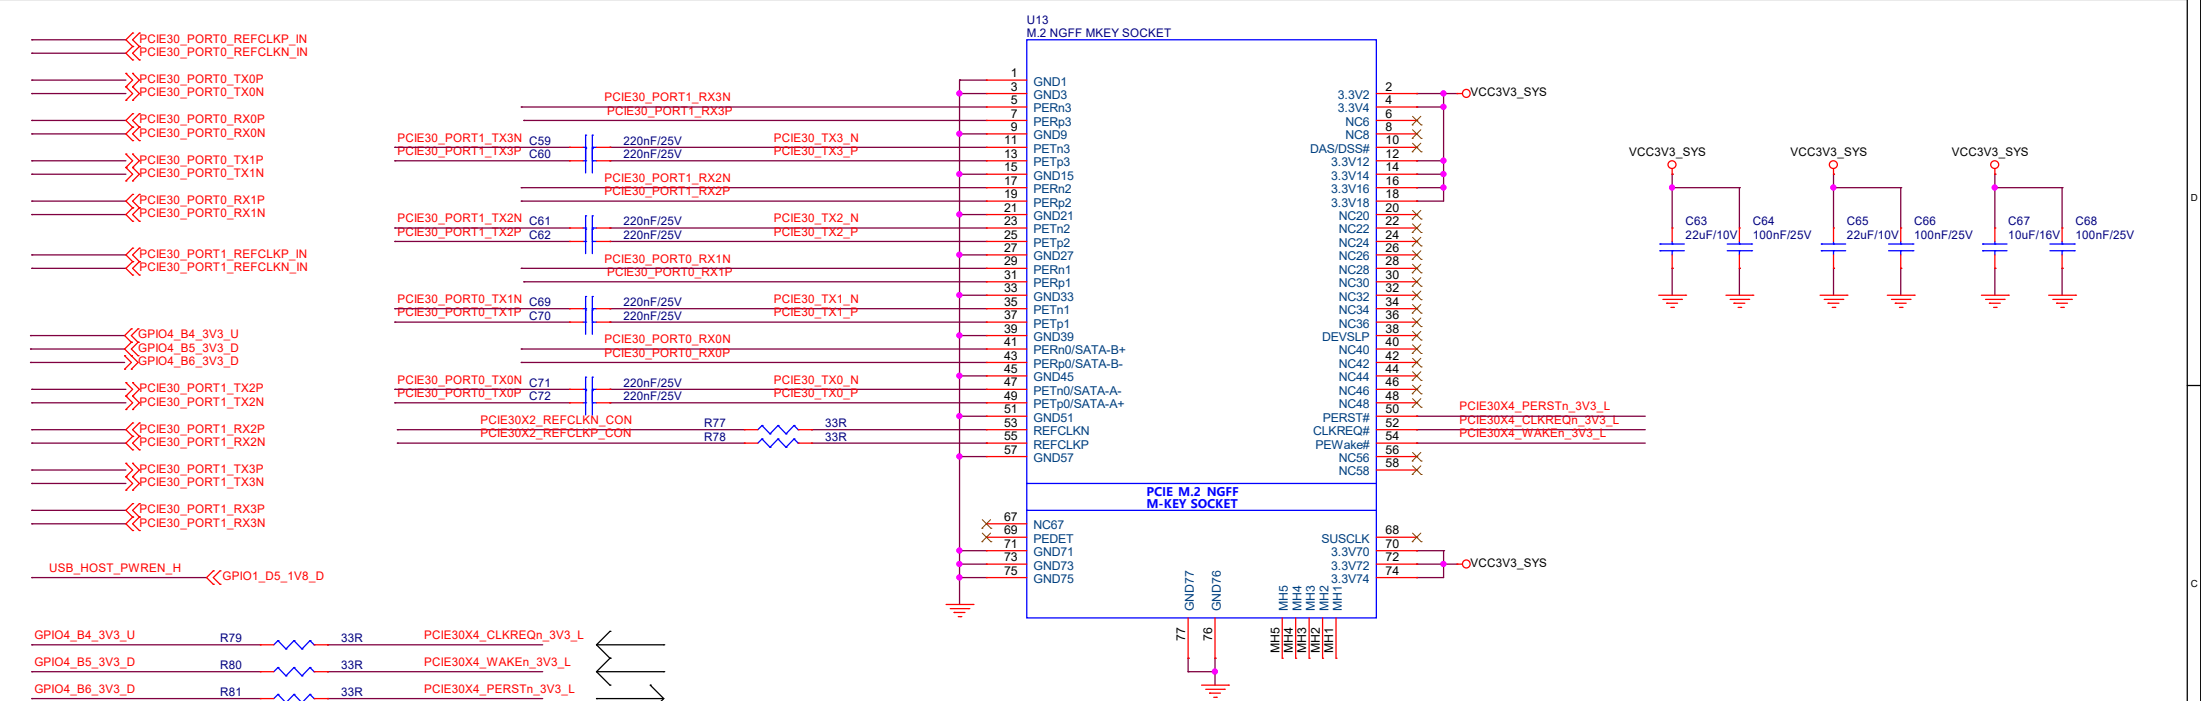 U13
M.2 NGFF MKEY SOCKET
PCIE30_PORT0_REFCLKP_IN
PCIE30_PORT0_REFCLKN_IN
PCIE30_PORT0_TX0P
PCIE30_PORT0_TX0N
PCIE30_PORT0_RX0P
PCIE30_PORT0_RX0N
PCIE30_PORT0_TX1P
PCIE30_PORT0_TX1N
PCIE30_PORT0_RX1P
PCIE30_PORT0_RX1N
PCIE30_PORT1_REFCLKP_IN
PCIE30_PORT1_REFCLKN_IN
GPIO4_B4_3V3_U
GPIO4_B5_3V3_D
GPIO4_B6_3V3_D
PCIE30_PORT1_TX2P
PCIE30_PORT1_TX2N
PCIE30_PORT1_RX2P
PCIE30_PORT1_RX2N
PCIE30_PORT1_TX3P
PCIE30_PORT1_TX3N
PCIE30_PORT1_RX3P
PCIE30_PORT1_RX3N
USB_HOST_PWREN_H GPIO1_D5_1V8_D
GPIO4_B4_3V3_U R79 33R PCIE30X4_CLKREQn_3V3_L
GPIO4_B5_3V3_D R80 33R PCIE30X4_WAKEn_3V3_L
GPIO4_B6_3V3_D R81 33R PCIE30X4_PERSTn_3V3_L
1 GND1
3 GND3
PCIE30_PORT1_RX3N 5 PERn3
PCIE30_PORT1_RX3P 7 PERp3
9 GND9
PCIE30_PORT1_TX3N C59 220nF/25V PCIE30_TX3_N 11 PETn3
PCIE30_PORT1_TX3P C60 220nF/25V PCIE30_TX3_P 13 PETp3
15 GND15
PCIE30_PORT1_RX2N 17 PERn2
PCIE30_PORT1_RX2P 19 PERp2
21 GND21
PCIE30_PORT1_TX2N C61 220nF/25V PCIE30_TX2_N 23 PETn2
PCIE30_PORT1_TX2P C62 220nF/25V PCIE30_TX2_P 25 PETp2
27 GND27
PCIE30_PORT0_RX1N 29 PERn1
PCIE30_PORT0_RX1P 31 PERp1
33 GND33
PCIE30_PORT0_TX1N C69 220nF/25V PCIE30_TX1_N 35 PETn1
PCIE30_PORT0_TX1P C70 220nF/25V PCIE30_TX1_P 37 PETp1
39 GND39
PCIE30_PORT0_RX0N 41 PERn0/SATA-B+
PCIE30_PORT0_RX0P 43 PERp0/SATA-B-
45 GND45
PCIE30_PORT0_TX0N C71 220nF/25V PCIE30_TX0_N 47 PETn0/SATA-A-
PCIE30_PORT0_TX0P C72 220nF/25V PCIE30_TX0_P 49 PETp0/SATA-A+
51 GND51
PCIE30X2_REFCLKN_CON R77 33R 53 REFCLKN
PCIE30X2_REFCLKP_CON R78 33R 55 REFCLKP
57 GND57
3.3V2 2 VCC3V3_SYS
3.3V4 4
NC6 6
NC8 8
DAS/DSS# 10
3.3V12 12
3.3V14 14
3.3V16 16
3.3V18 18
NC20 20
NC22 22
NC24 24
NC26 26
NC28 28
NC30 30
NC32 32
NC34 34
NC36 36
DEVSLP 38
NC40 40
NC42 42
NC44 44
NC46 46
NC48 48
PERST# 50 PCIE30X4_PERSTn_3V3_L
CLKREQ# 52 PCIE30X4_CLKREQn_3V3_L
PEWake# 54 PCIE30X4_WAKEn_3V3_L
NC56 56
NC58 58
PCIE M.2 NGFF
M-KEY SOCKET
67 NC67
69 PEDET
71 GND71
73 GND73
75 GND75
SUSCLK 68
3.3V70 70
3.3V72 72 VCC3V3_SYS
3.3V74 74
GND77 GND76 MH5 MH4 MH3 MH2 MH1
77 76 MH5 MH4 MH3 MH2 MH1
VCC3V3_SYS VCC3V3_SYS VCC3V3_SYS
C63 C64 C65 C66 C67 C68
22uF/10V 100nF/25V 22uF/10V 100nF/25V 10uF/16V 100nF/25V
D
C